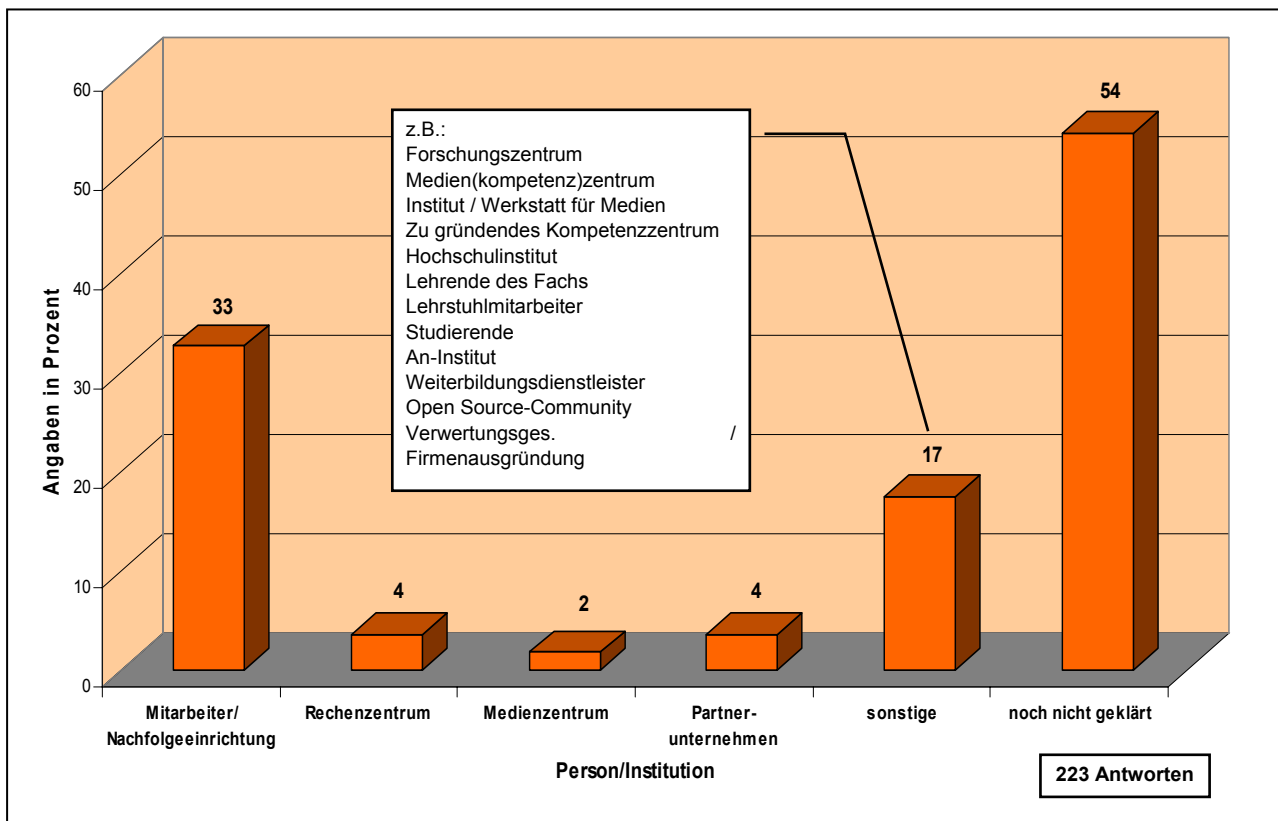 60
50
40
30
20
10
0
Angaben in Prozent
33
4
2
4
17
54
z.B.:
Forschungszentrum
Medien(kompetenz)zentrum
Institut / Werkstatt für Medien
Zu gründendes Kompetenzzentrum
Hochschulinstitut
Lehrende des Fachs
Lehrstuhlmitarbeiter
Studierende
An-Institut
Weiterbildungsdienstleister
Open Source-Community
Verwertungsges. /
Firmenausgründung
Mitarbeiter/
Nachfolgeeinrichtung
Rechenzentrum
Medienzentrum
Partner-
unternehmen
sonstige
noch nicht geklärt
Person/Institution
223 Antworten